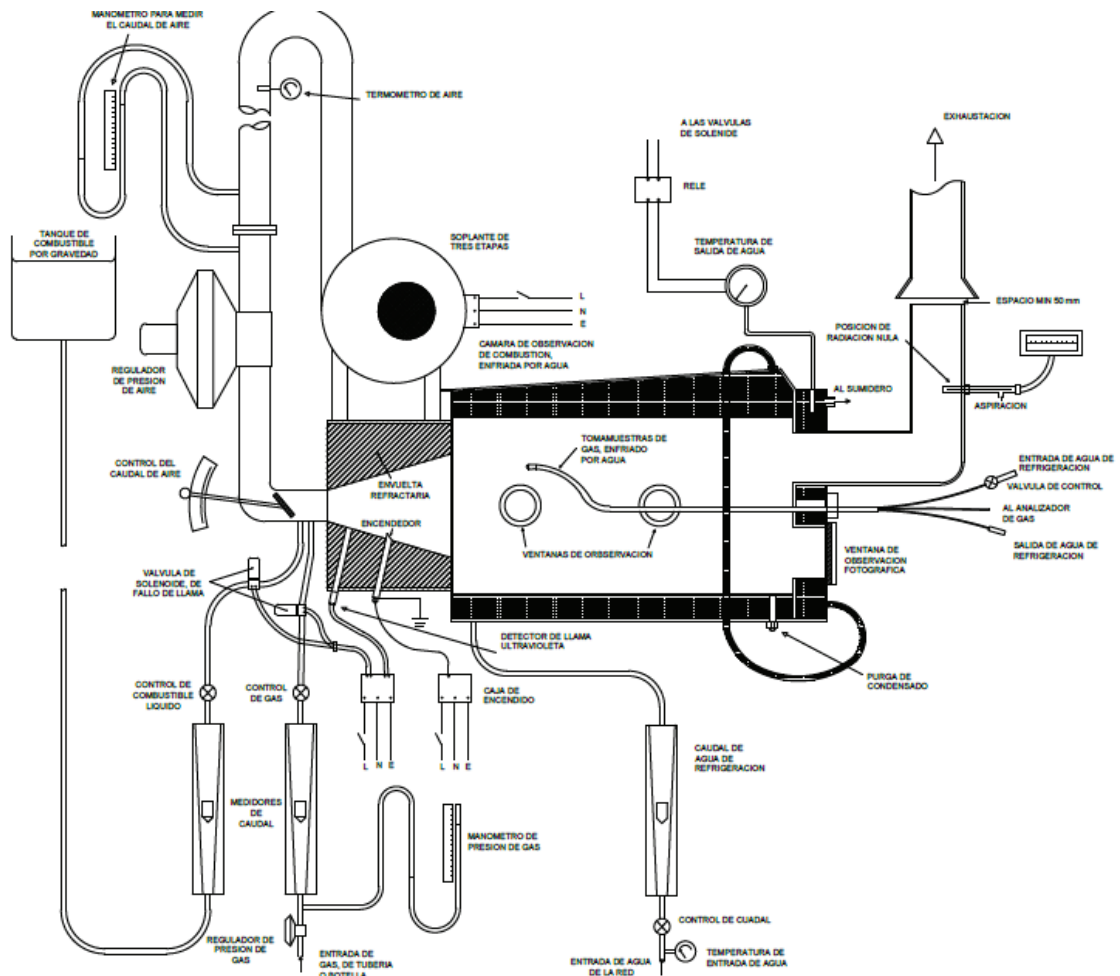 MANOMETRO PARA MEDIR
EL CAUDAL DE AIRE
TERMOMETRO DE AIRE
A LAS VALVULAS
DE SOLENIDE
EXHAUSTACION
RELE
TANQUE DE
COMBUSTIBLE
POR GRAVEDAD
SOPLANTE DE
TRES ETAPAS
TEMPERATURA DE
SALIDA DE AGUA
L
N
E
ESPACIO MIN 50 mm
CAMARA DE OBSERVACION
DE COMBUSTION,
ENFRIADA POR AGUA
POSICION DE
RADIACION NULA
REGULADOR
DE PRESION
DE AIRE
AL SUMIDERO
ASPIRACION
TOMAMUESTRAS DE
GAS, ENFRIADO
POR AGUA
CONTROL DEL
CAUDAL DE AIRE
ENVUELTA
REFRACTARIA
ENTRADA DE AGUA DE
REFRIGERACION
VALVULA DE CONTROL
ENCENDEDOR
AL ANALIZADOR
DE GAS
VENTANAS DE ORBSERVACION
SALIDA DE AGUA DE
REFRIGERACION
VENTANA DE
OBSERVACION
FOTOGRAFICA
VALVULA DE
SOLENOIDE, DE
FALLO DE LLAMA
DETECTOR DE LLAMA
ULTRAVIOLETA
PURGA DE
CONDENSADO
CONTROL DE
COMBUSTIBLE
LIQUIDO
CONTROL
DE GAS
CAJA DE
ENCENDIDO
CAUDAL DE
AGUA DE
REFRIGERACION
L N E
L N E
MEDIDORES
DE
CAUDAL
MANOMETRO DE
PRESION DE GAS
CONTROL DE CUADAL
REGULADOR DE
PRESION DE
GAS
ENTRADA DE
GAS, DE TUBERIA
O BOTELLA
ENTRADA DE AGUA
DE LA RED
TEMPERATURA DE
ENTRADA DE AGUA